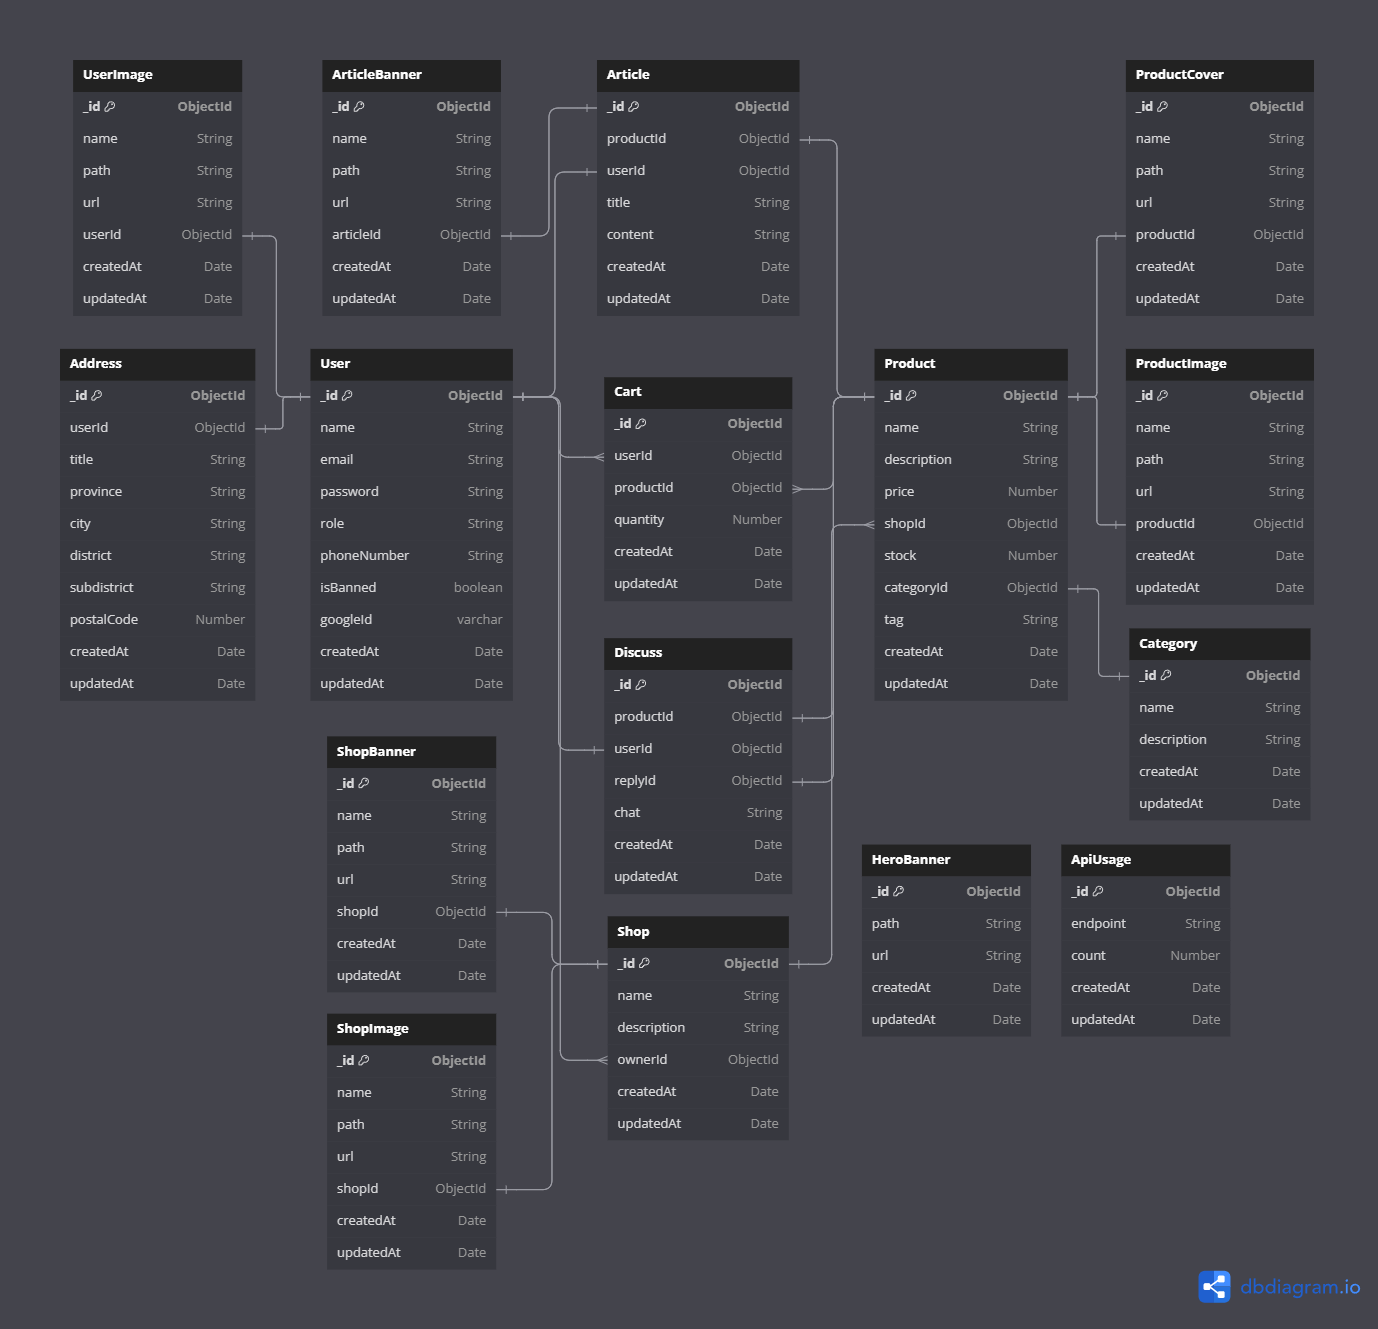 UserImage
_id ObjectId
name String
path String
url String
userId ObjectId
createdAt Date
updatedAt Date
ArticleBanner
_id ObjectId
name String
path String
url String
articleId ObjectId
createdAt Date
updatedAt Date
Article
_id ObjectId
productId ObjectId
userId ObjectId
title String
content String
createdAt Date
updatedAt Date
ProductCover
_id ObjectId
name String
path String
url String
productId ObjectId
createdAt Date
updatedAt Date
Address
_id ObjectId
userId ObjectId
title String
province String
city String
district String
subdistrict String
postalCode Number
createdAt Date
updatedAt Date
User
_id ObjectId
name String
email String
password String
role String
phoneNumber String
isBanned boolean
googleId varchar
createdAt Date
updatedAt Date
Cart
_id ObjectId
userId ObjectId
productId ObjectId
quantity Number
createdAt Date
updatedAt Date
Product
_id ObjectId
name String
description String
price Number
shopId ObjectId
stock Number
categoryId ObjectId
tag String
createdAt Date
updatedAt Date
ProductImage
_id ObjectId
name String
path String
url String
productId ObjectId
createdAt Date
updatedAt Date
Category
_id ObjectId
name String
description String
createdAt Date
updatedAt Date
Discuss
_id ObjectId
productId ObjectId
userId ObjectId
replyId ObjectId
chat String
createdAt Date
updatedAt Date
ShopBanner
_id ObjectId
name String
path String
url String
shopId ObjectId
createdAt Date
updatedAt Date
HeroBanner
_id ObjectId
path String
url String
createdAt Date
updatedAt Date
ApiUsage
_id ObjectId
endpoint String
count Number
createdAt Date
updatedAt Date
Shop
_id ObjectId
name String
description String
ownerId ObjectId
createdAt Date
updatedAt Date
ShopImage
_id ObjectId
name String
path String
url String
shopId ObjectId
createdAt Date
updatedAt Date
dbdiagram.io